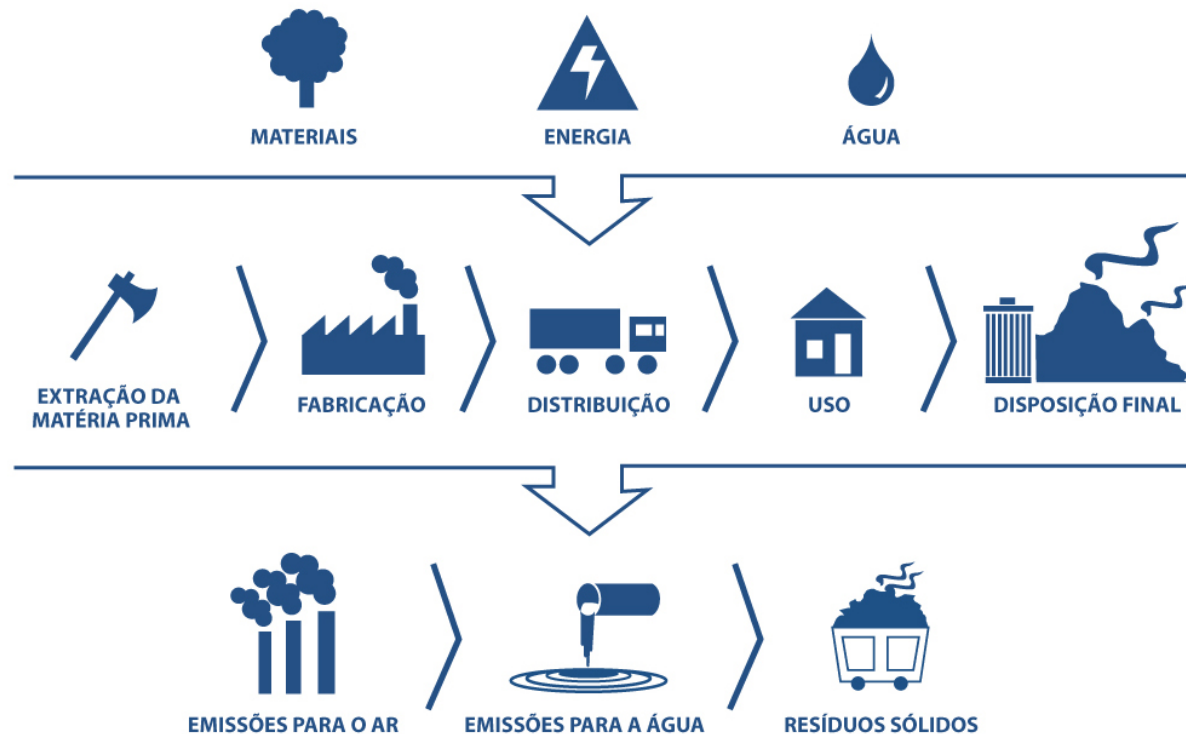 MATERIAIS
ENERGIA
ÁGUA
EXTRAÇÃO DA
MATÉRIA PRIMA
FABRICAÇÃO
DISTRIBUIÇÃO
USO
DISPOSIÇÃO FINAL
EMISSÕES PARA O AR
EMISSÕES PARA A ÁGUA
RESÍDUOS SÓLIDOS